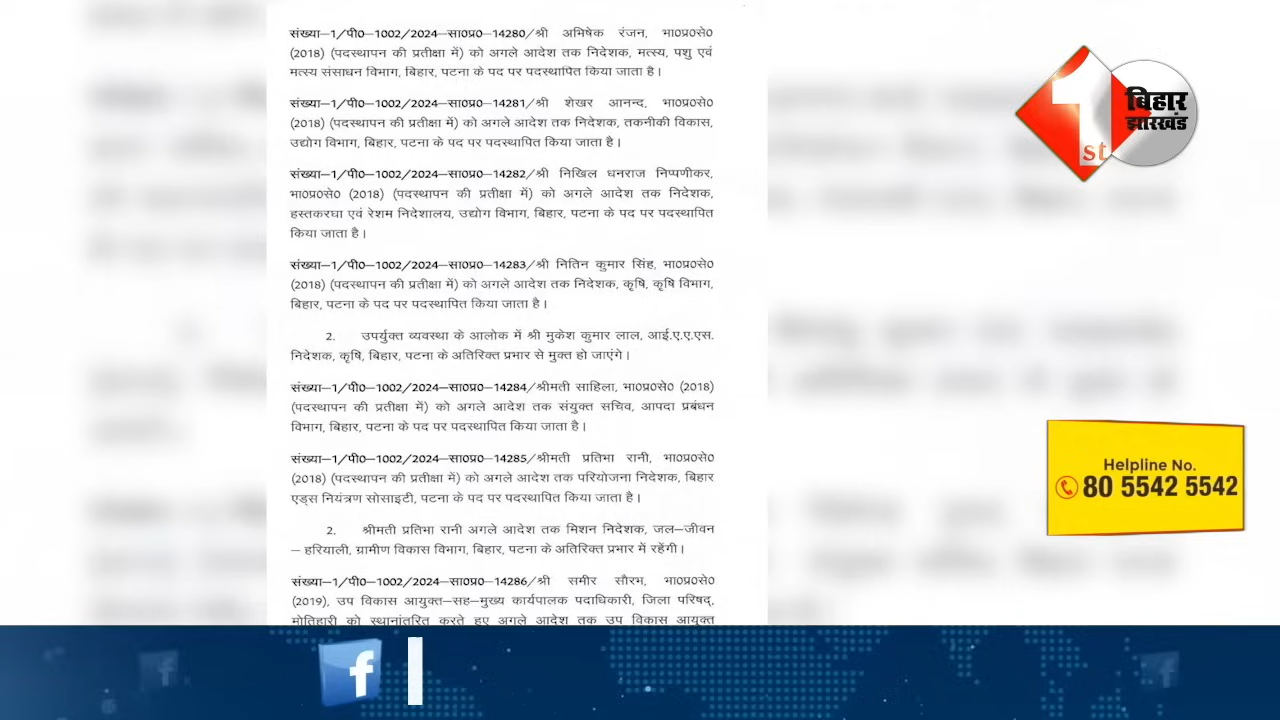 संख्या–1/पी0–1002/2024–सा0प्र0–14280/श्री अभिषेक रंजन, भा0प्र0से0
(2018) (पदस्थापन की प्रतीक्षा में) को अगले आदेश तक निदेशक, मत्स्य, पशु एवं
मत्स्य संसाधन विभाग, बिहार, पटना के पद पर पदस्थापित किया जाता है।
संख्या–1/पी0–1002/2024–सा0प्र0–14281/श्री शेखर आनन्द, भा0प्र0से0
(2018) (पदस्थापन की प्रतीक्षा में) को अगले आदेश तक निदेशक, तकनीकी विकास,
उद्योग विभाग, बिहार, पटना के पद पर पदस्थापित किया जाता है।
संख्या–1/पी0–1002/2024–सा0प्र0–14282/श्री निखिल धनराज निप्पणीकर,
भा0प्र0से0 (2018) (पदस्थापन की प्रतीक्षा में) को अगले आदेश तक निदेशक,
हस्तकरघा एवं रेशम निदेशालय, उद्योग विभाग, बिहार, पटना के पद पर पदस्थापित
किया जाता है।
संख्या–1/पी0–1002/2024–सा0प्र0–14283/श्री नितिन कुमार सिंह, भा0प्र0से0
(2018) (पदस्थापन की प्रतीक्षा में) को अगले आदेश तक निदेशक, कृषि, कृषि विभाग,
बिहार, पटना के पद पर पदस्थापित किया जाता है।
2. उपर्युक्त व्यवस्था के आलोक में श्री मुकेश कुमार लाल, आई.ए.ए.एस.
निदेशक, कृषि, बिहार, पटना के अतिरिक्त प्रभार से मुक्त हो जाएंगे।
संख्या–1/पी0–1002/2024–सा0प्र0–14284/श्रीमती साहिला, भा0प्र0से0 (2018)
(पदस्थापन की प्रतीक्षा में) को अगले आदेश तक संयुक्त सचिव, आपदा प्रबंधन
विभाग, बिहार, पटना के पद पर पदस्थापित किया जाता है।
संख्या–1/पी0–1002/2024–सा0प्र0–14285/श्रीमती प्रतिभा रानी, भा0प्र0से0
(2018) (पदस्थापन की प्रतीक्षा में) को अगले आदेश तक परियोजना निदेशक, बिहार
एड्स नियंत्रण सोसाइटी, पटना के पद पर पदस्थापित किया जाता है।
2. श्रीमती प्रतिभा रानी अगले आदेश तक मिशन निदेशक, जल–जीवन
– हरियाली, ग्रामीण विकास विभाग, बिहार, पटना के अतिरिक्त प्रभार में रहेंगी।
संख्या–1/पी0–1002/2024–सा0प्र0–14286/श्री समीर सौरभ, भा0प्र0से0
(2019), उप विकास आयुक्त–सह–मुख्य कार्यपालक पदाधिकारी, जिला परिषद्,
मोतिहारी को स्थानांतरित करते हुए अगले आदेश तक उप विकास आयुक्त
1st
बिहार
झारखंड
Helpline No.
80 5542 5542
f